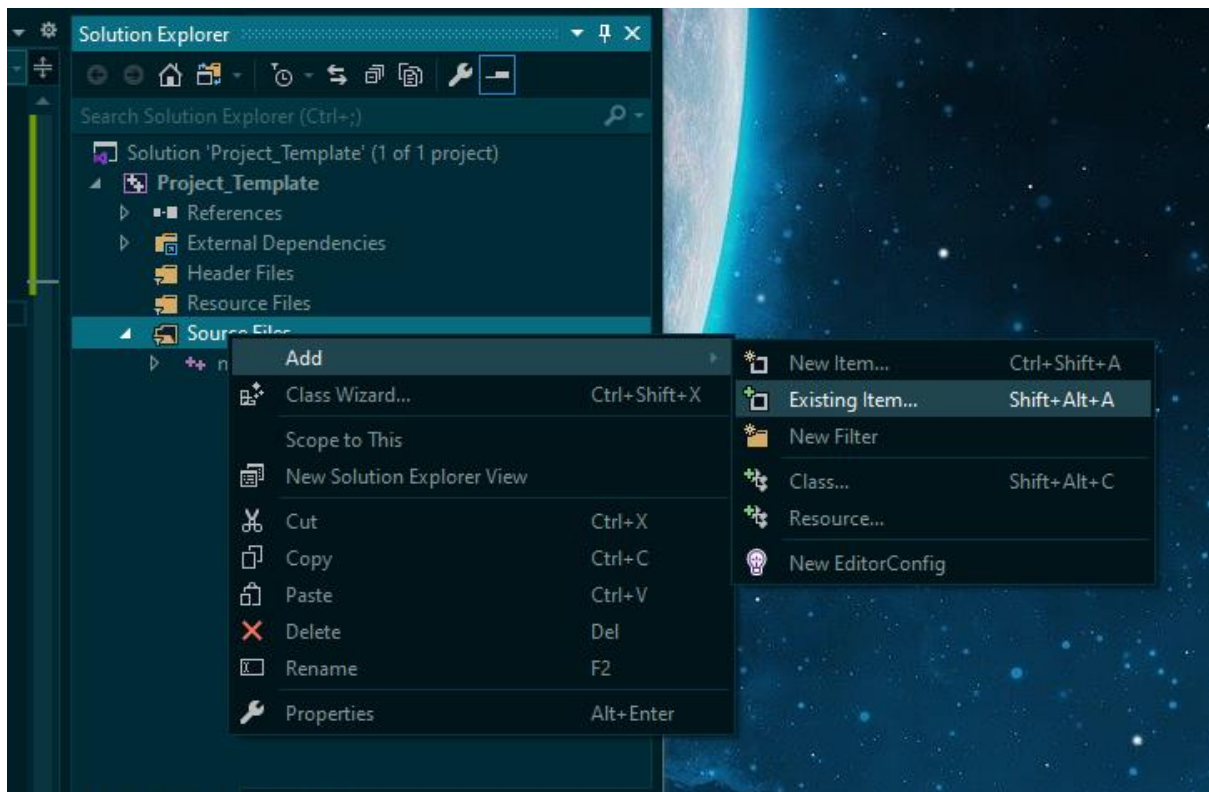 Solution Explorer
Search Solution Explorer (Ctrl+;)
Solution 'Project_Template' (1 of 1 project)
Project_Template
References
External Dependencies
Header Files
Resource Files
Source Files
Add
Class Wizard... Ctrl+Shift+X
Scope to This
New Solution Explorer View
Cut Ctrl+X
Copy Ctrl+C
Paste Ctrl+V
Delete Del
Rename F2
Properties Alt+Enter
New Item... Ctrl+Shift+A
Existing Item... Shift+Alt+A
New Filter
Class... Shift+Alt+C
Resource...
New EditorConfig